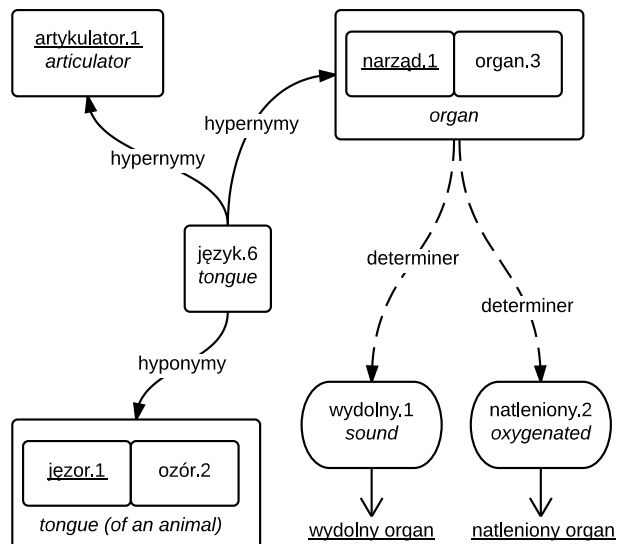 artykulator.1
articulator
narząd.1
organ.3
organ
hypernymy
hypernymy
język.6
tongue
determiner
determiner
hyponymy
wydolny.1
sound
natleniony.2
oxygenated
jęzor.1
ozór.2
tongue (of an animal)
wydolny organ
natleniony organ